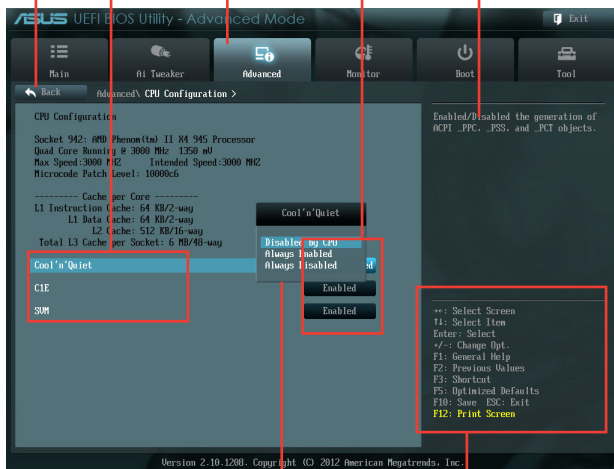 ASUS UEFI BIOS Utility - Advanced Mode
Exit
Main
Ai Tweaker
Advanced
Monitor
Boot
Tool
Back
Advanced\ CPU Configuration >
CPU Configuration
Socket 942: AMD Phenom(tm) II X4 945 Processor
Quad Core Running @ 3000 MHz 1350 mV
Max Speed:3000 MHZ Intended Speed:3000 MHZ
Microcode Patch Level: 10000c6
--------- Cache per Core ---------
L1 Instruction Cache: 64 KB/2-way
L1 Data Cache: 64 KB/2-way
L2 Cache: 512 KB/16-way
Total L3 Cache per Socket: 6 MB/48-way
Cool'n'Quiet
C1E
Enabled
SVM
Enabled
Cool'n'Quiet
Disabled by CPU
Always Enabled
Always Disabled
Enabled/Disabled the generation of
ACPI _PPC, _PSS, and _PCT objects.
→←: Select Screen
↑↓: Select Item
Enter: Select
+/-: Change Opt.
F1: General Help
F2: Previous Values
F3: Shortcut
F5: Optimized Defaults
F10: Save ESC: Exit
F12: Print Screen
Version 2.10.1208. Copyright (C) 2012 American Megatrends, Inc.